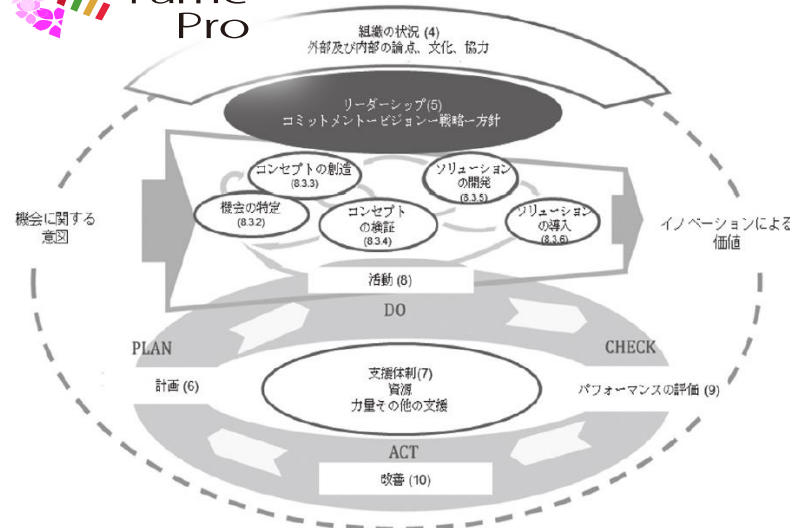 Pro
組織の状況 (4)
外部及び内部の論点、文化、協力
リーダーシップ(5)
コミットメントービジョンー戦略ー方針
コンセプトの創造
(8.3.3)
ソリューション
の開発
(8.3.5)
機会の特定
(8.3.2)
コンセプト
の検証
(8.3.4)
ソリューション
の導入
(8.3.6)
機会に関する
意図
イノベーションによる
価値
活動 (8)
DO
PLAN
CHECK
計画 (6)
支援体制(7)
資源
力量その他の支援
パフォーマンスの評価 (9)
ACT
改善 (10)